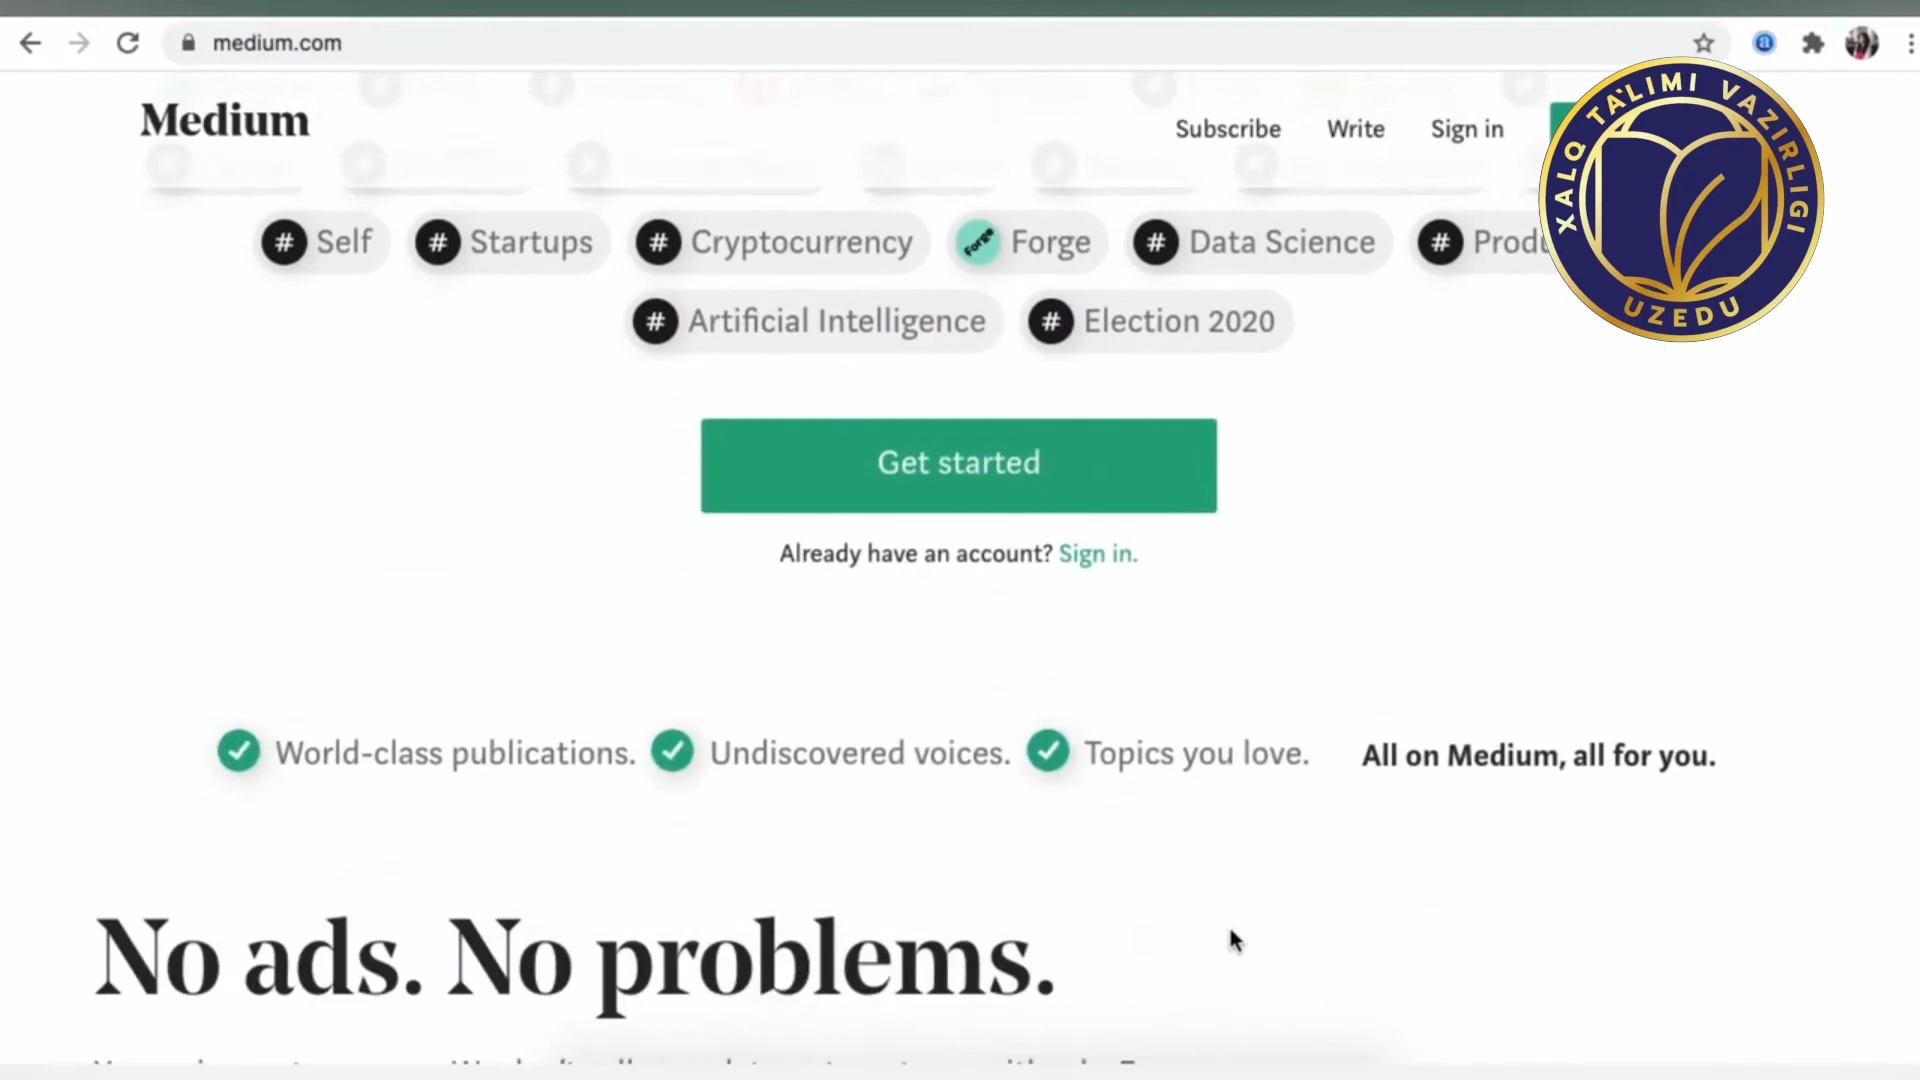 medium.com
Medium
Subscribe Write Sign in
XALQ TA'LIMI VAZIRLIGI
UZEDU
# Self # Startups # Cryptocurrency Forge Forge # Data Science #
# Artificial Intelligence # Election 2020
Get started
Already have an account? Sign in.
World-class publications. Undiscovered voices. Topics you love. All on Medium, all for you.
No ads. No problems.